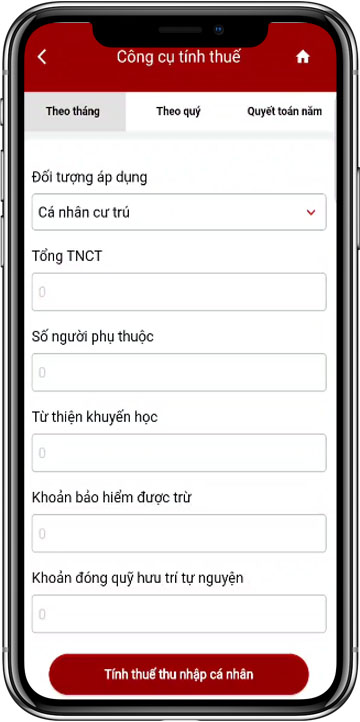 Công cụ tính thuế
Theo tháng Theo quý Quyết toán năm
Đối tượng áp dụng
Cá nhân cư trú
Tổng TNCT
0
Số người phụ thuộc
0
Từ thiện khuyến học
0
Khoản bảo hiểm được trừ
0
Khoản đóng quỹ hưu trí tự nguyện
0
Tính thuế thu nhập cá nhân